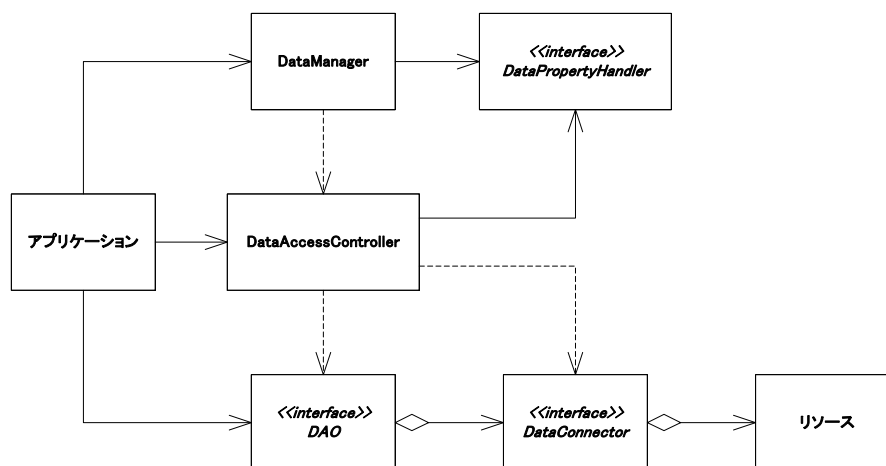 DataManager
<<interface>>
DataPropertyHandler
アプリケーション
DataAccessController
<<interface>>
DAO
<<interface>>
DataConnector
リソース